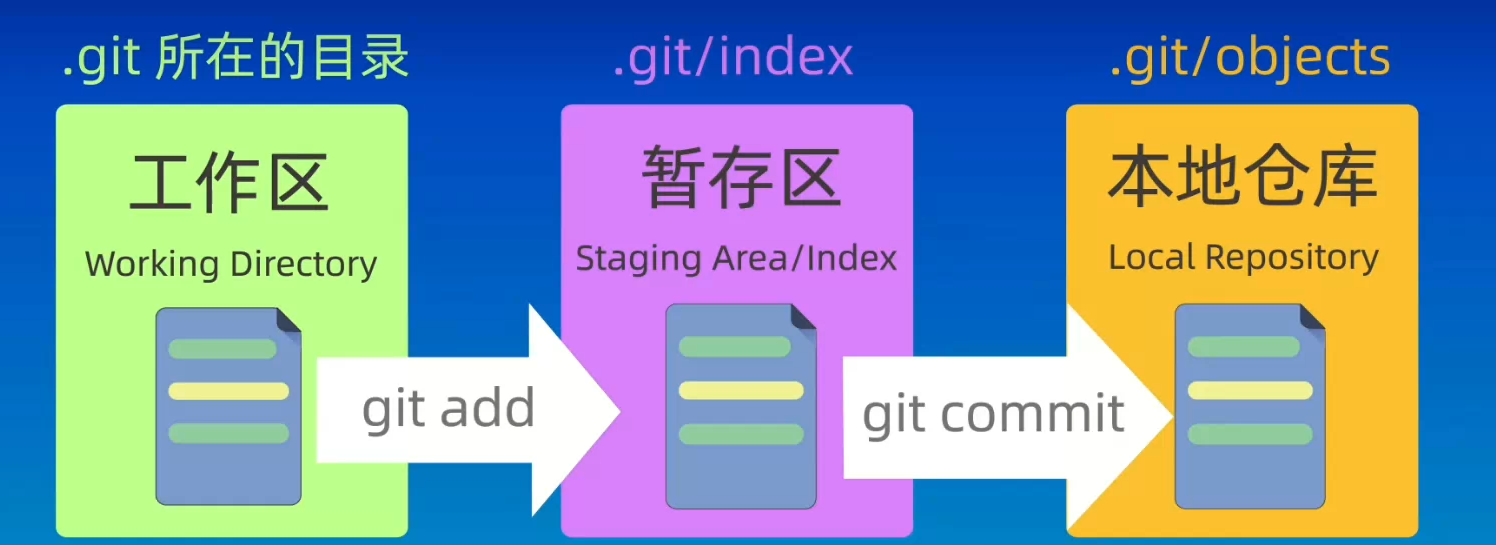 .git 所在的目录
.git/index
.git/objects
工作区
暂存区
本地仓库
Working Directory
Staging Area/Index
Local Repository
git add
git commit